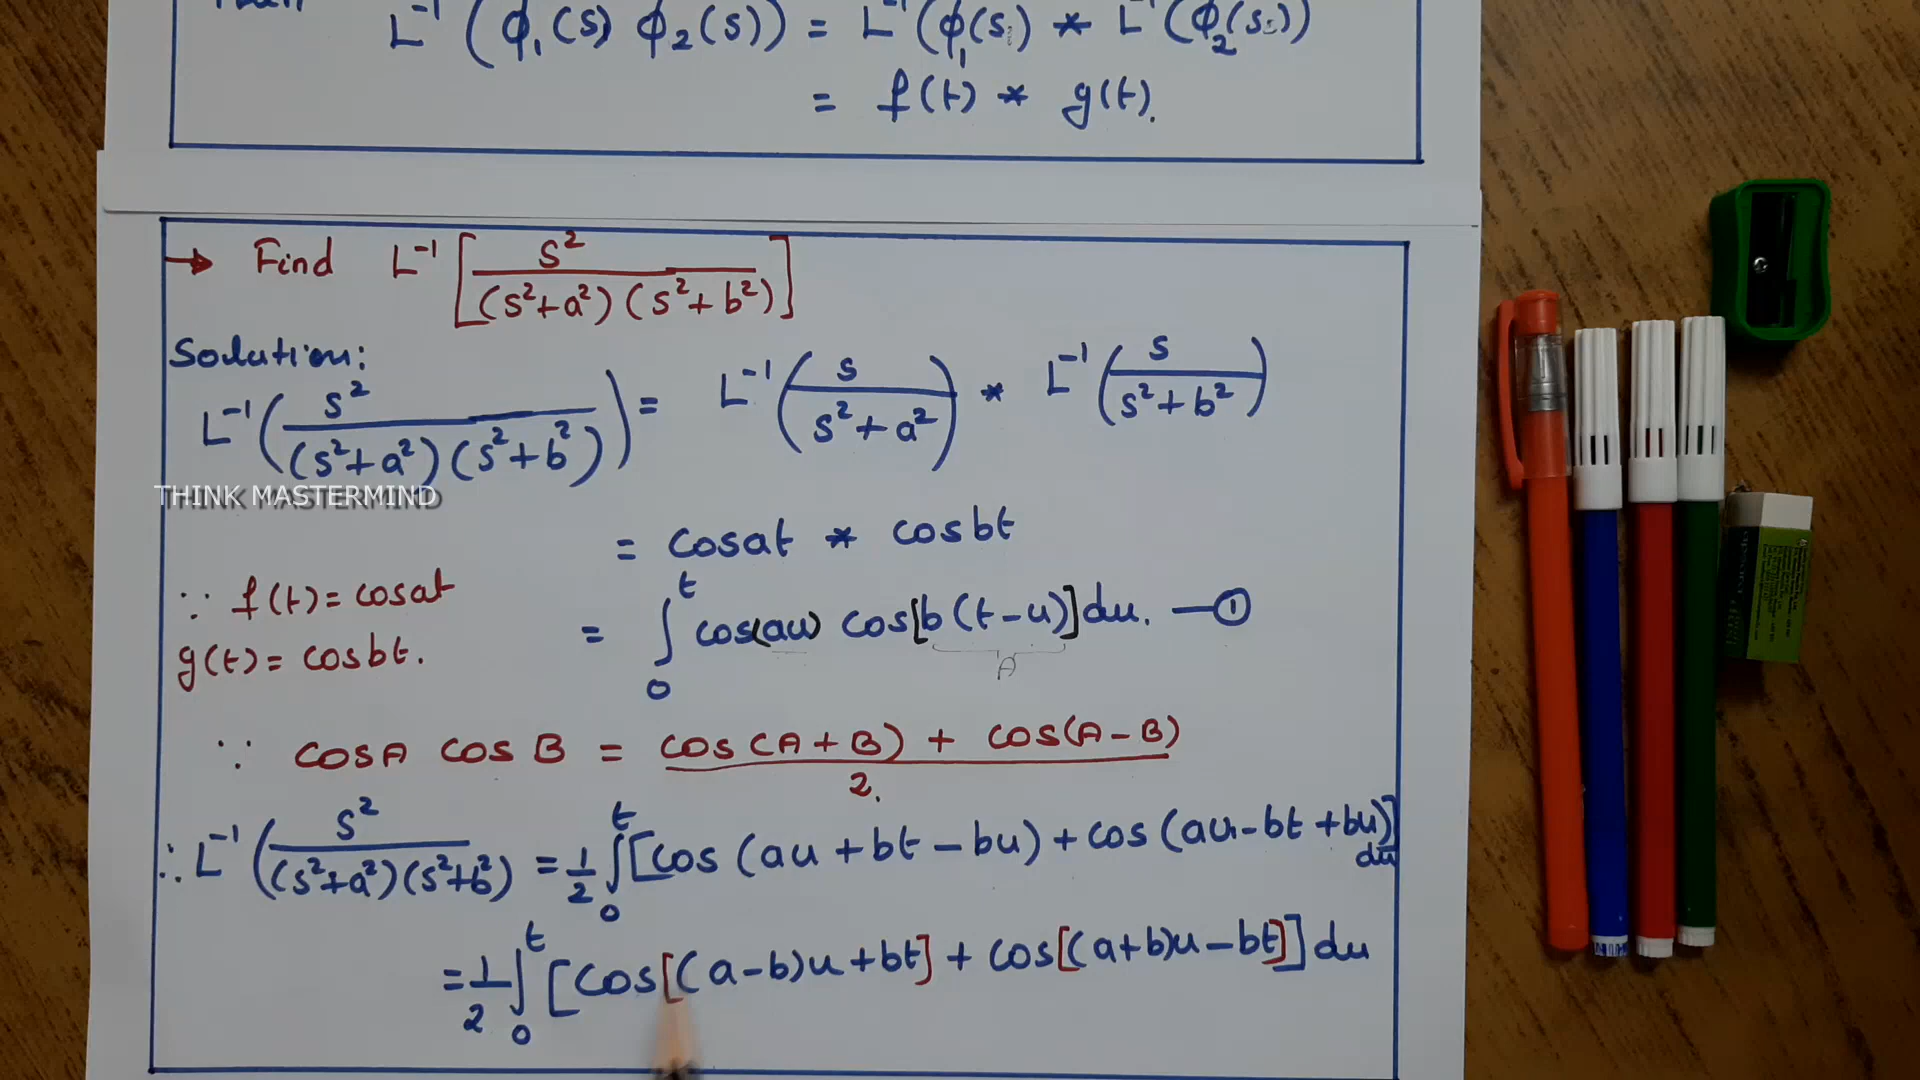 L⁻¹(ϕ₁(s) ϕ₂(s)) = L⁻¹(ϕ₁(s)) * L⁻¹(ϕ₂(s))
= f(t) * g(t).
→ Find L⁻¹[s²/((s²+a²)(s²+b²))]
Solution:
L⁻¹(s²/((s²+a²)(s²+b²))) = L⁻¹(s/(s²+a²)) * L⁻¹(s/(s²+b²))
THINK MASTERMIND
= cosat * cosbt
∵ f(t) = cosat
g(t) = cosbt.
= ∫₀ᵗ cos(au) cos[b(t-u)]du. —①
A
∵ cosA cosB = (cos(A+B) + cos(A-B))/2.
∴ L⁻¹(s²/((s²+a²)(s²+b²)) = 1/2 ∫₀ᵗ [cos(au+bt-bu) + cos(au-bt+bu)] du
= 1/2 ∫₀ᵗ [cos[(a-b)u+bt] + cos[(a+b)u-bt]] du